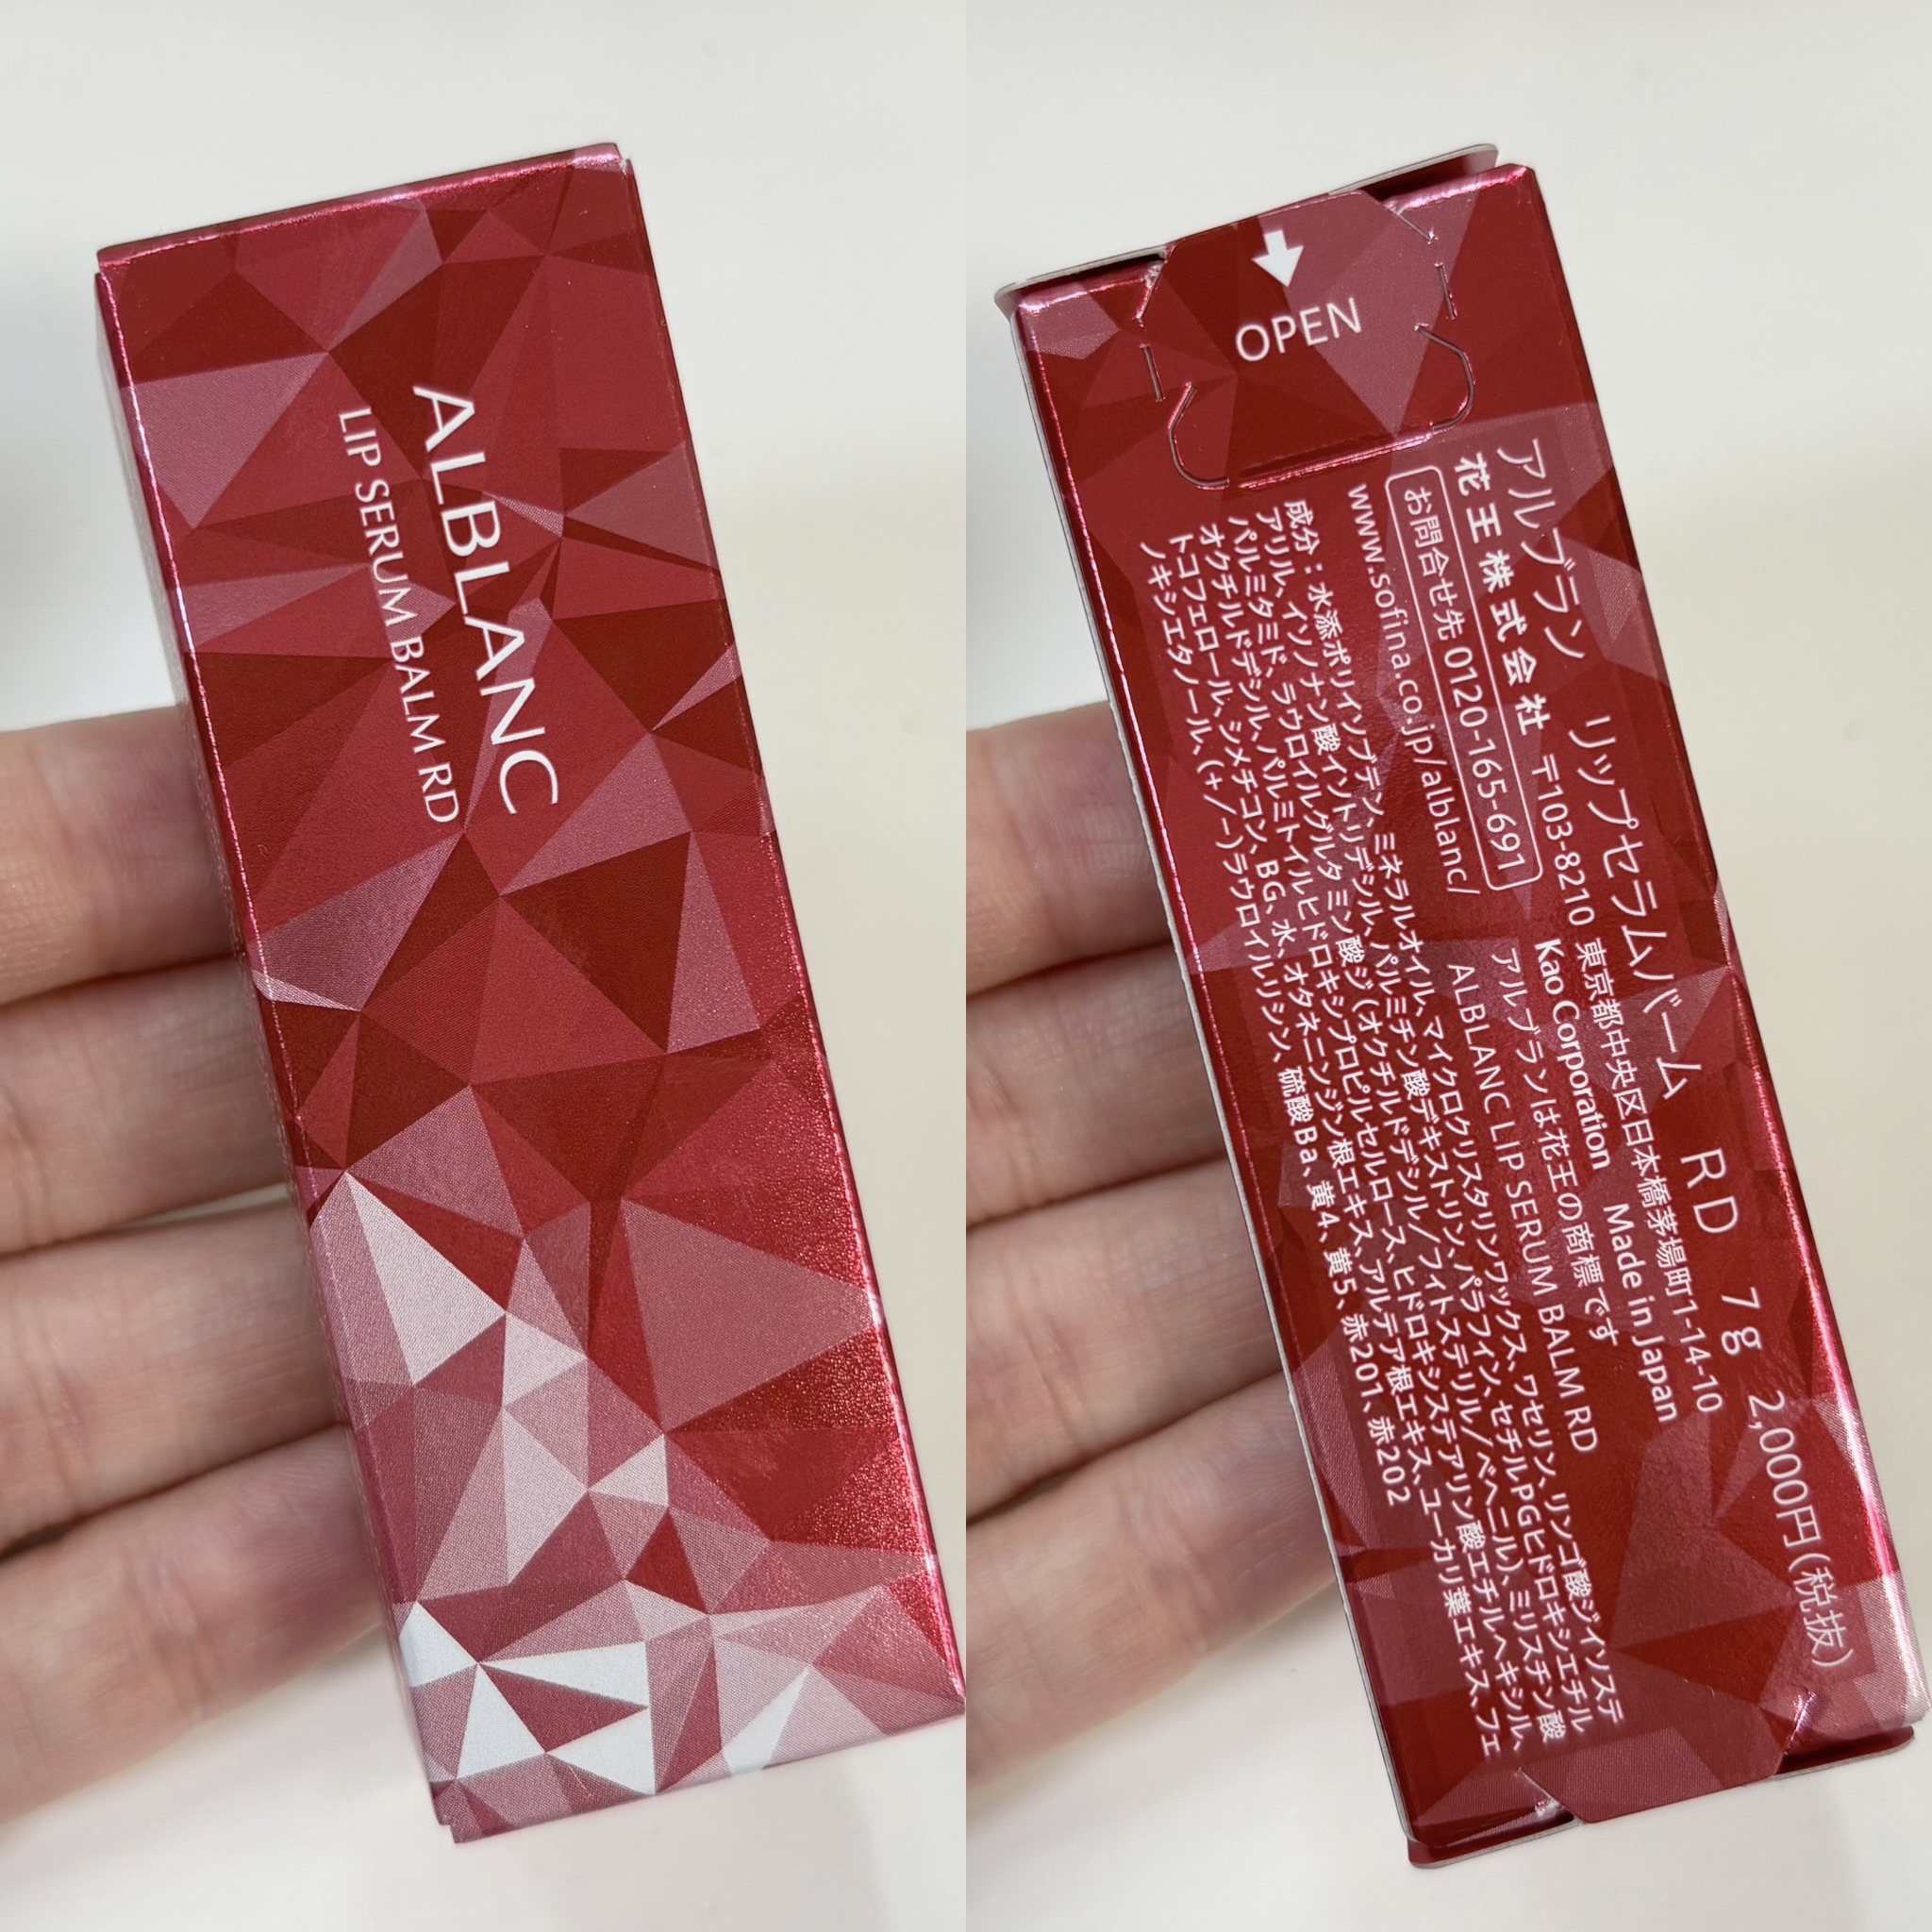 ALBLANC
LIP SERUM BALM RD
OPEN
アルブラン リップセラムバーム RD 7g 2,000円(税抜)
花王株式会社 〒103-8210 東京都中央区日本橋茅場町1-14-10
お問合せ先 0120-165-691 Kao Corporation Made in Japan
www.sofina.co.jp/alblanc/ アルブランは花王の商標です
ALBLANC LIP SERUM BALM RD
成分：水添ポリイソブテン、ミネラルオイル、マイクロクリスタリンワックス、ワセリン、リンゴ酸ジイソステ
アリル、イソノナン酸イソトリデシル、パルミチン酸デキストリン、パラフィン、セチルPGヒドロキシエチル
パルミタミド、ラウロイルグルタミン酸ジ(オクチルドデシル/フィトステリル/ベヘニル)、ミリスチン酸
オクチルドデシル、パルミトイルヒドロキシプロピルセルロース、ヒドロキシステアリン酸エチルヘキシル、
トコフェロール、ジメチコン、BG、水、オタネニンジン根エキス、アルテア根エキス、ユーカリ葉エキス、フェ
ノキシエタノール、(+/-)ラウロイルリシン、硫酸Ba、黄4、黄5、赤201、赤202